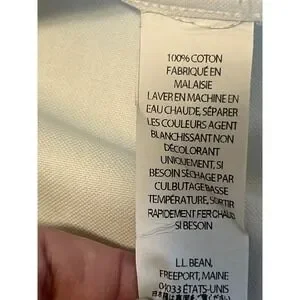 100% COTON
FABRIQUÉ EN
MALAISIE
LAVER EN MACHINE EN
EAU CHAUDE, SÉPARER
LES COULEURS AGENT
BLANCHISSANT NON
DÉCOLORANT
UNIQUEMENT, SI
BESOIN SÉCHAGE PAR
CULBUTAGE BASSE
TEMPÉRATURE, SORTIR
RAPIDEMENT FER CHAUD
SI BESOIN
L.L. BEAN,
FREEPORT, MAINE
04033 ÉTATS-UNIS